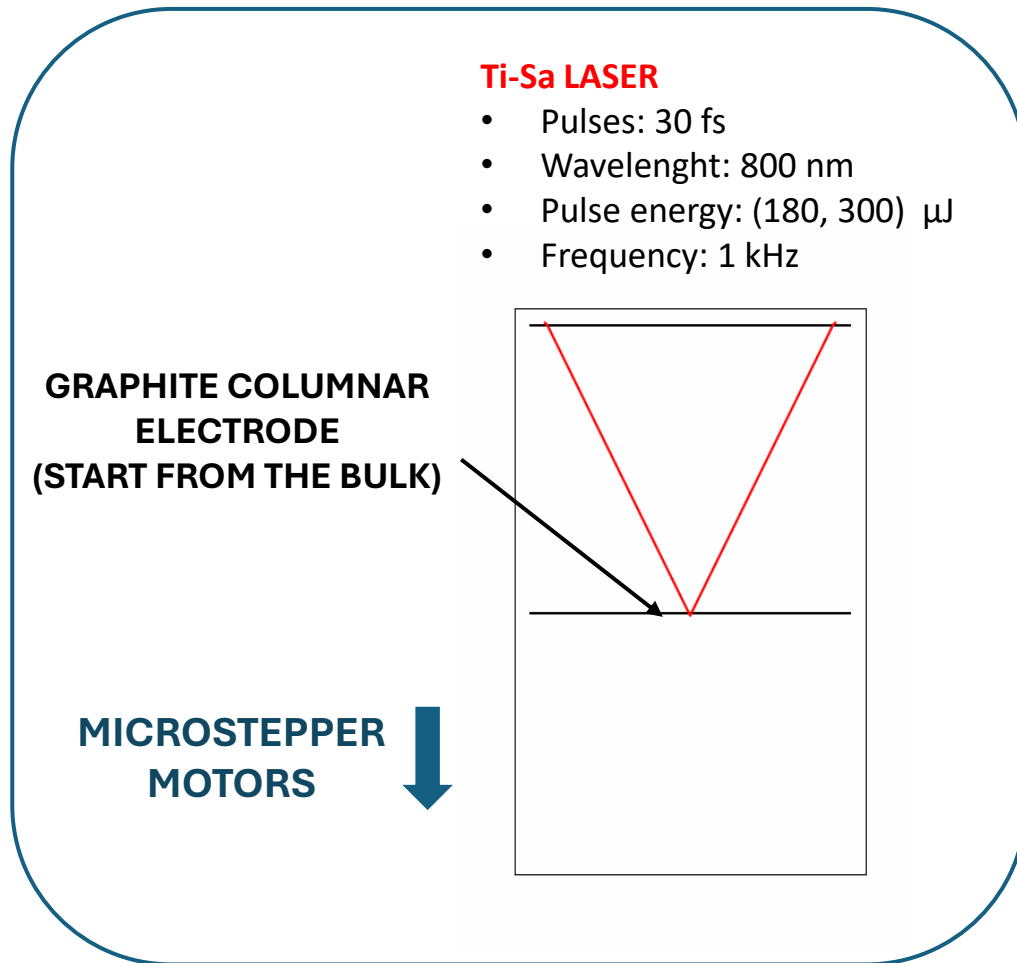 Ti-Sa LASER
• Pulses: 30 fs
• Wavelenght: 800 nm
• Pulse energy: (180, 300) µJ
• Frequency: 1 kHz
GRAPHITE COLUMNAR
ELECTRODE
(START FROM THE BULK)
MICROSTEPPER
MOTORS